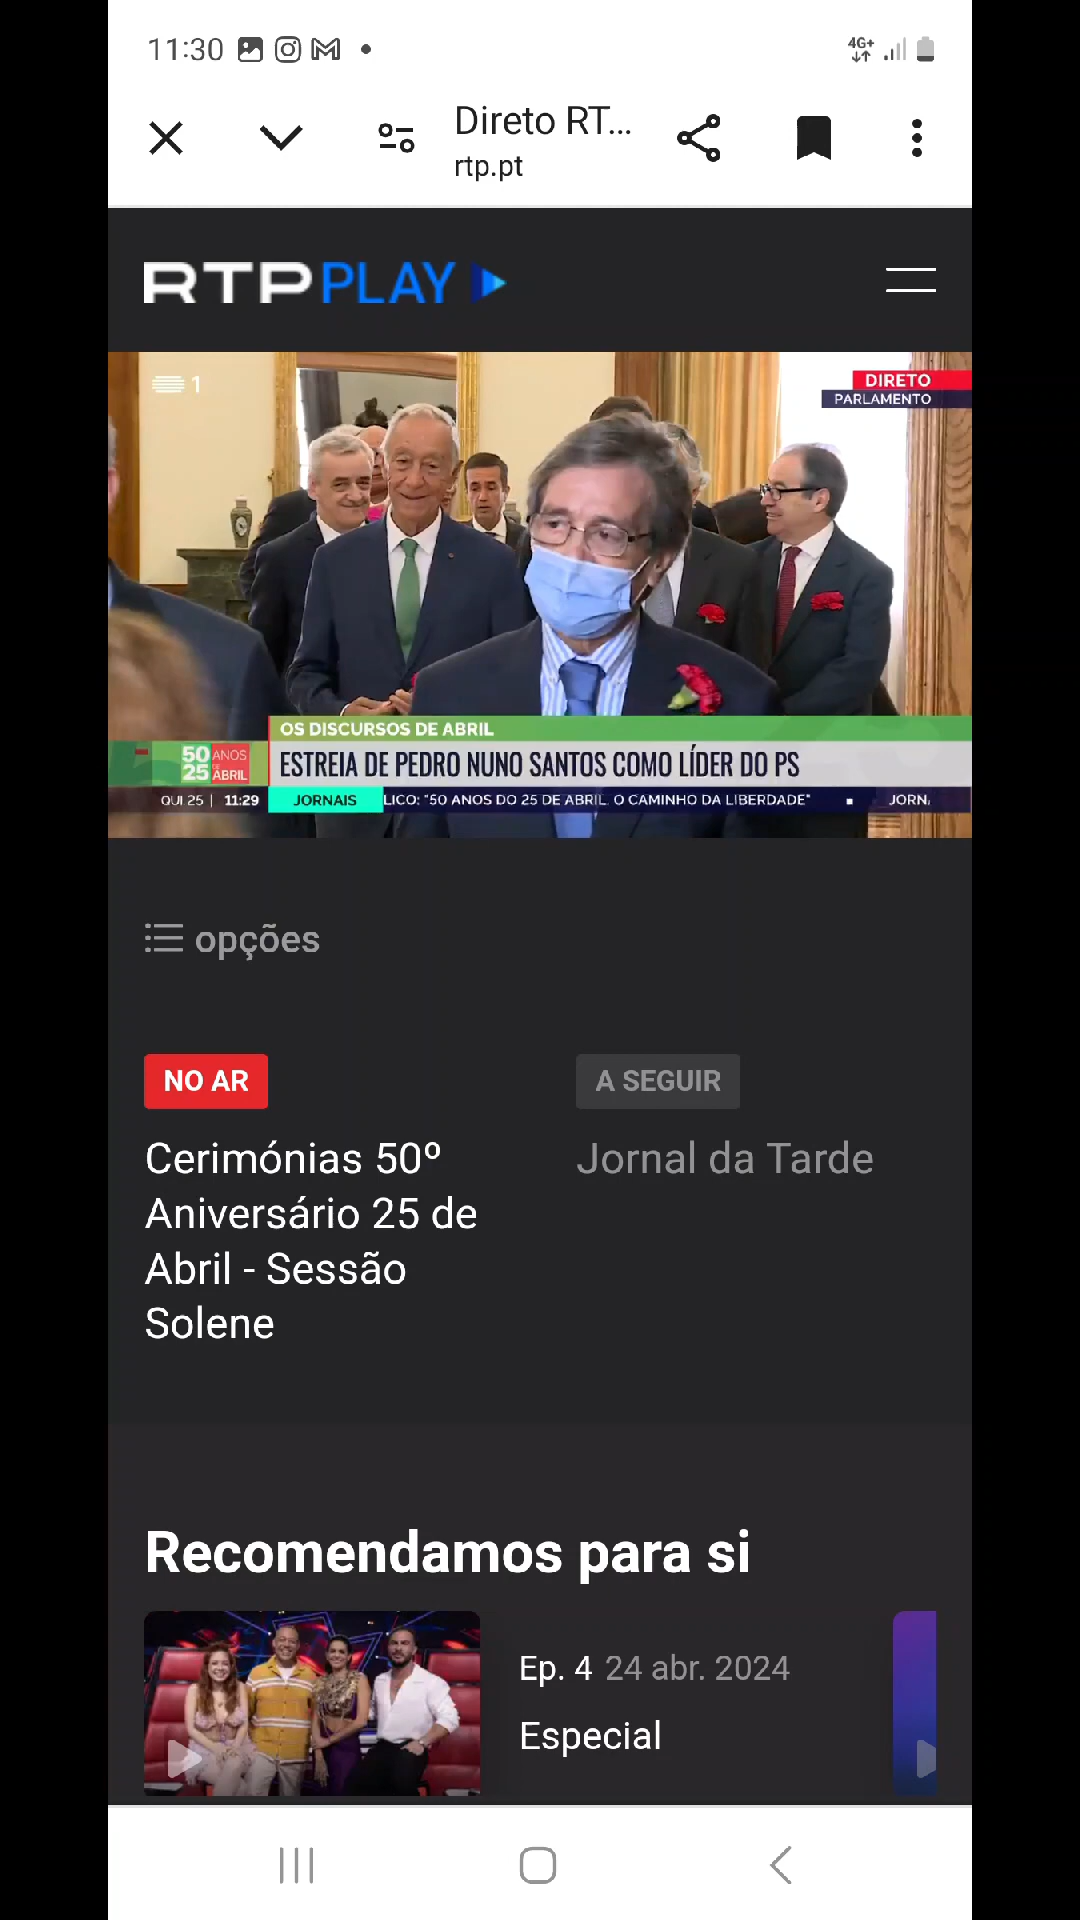 11:30
4G+
Direto RT...
rtp.pt
RTP PLAY
1
DIRETO
PARLAMENTO
OS DISCURSOS DE ABRIL
50 ANOS
25 DE ABRIL
ESTREIA DE PEDRO NUNO SANTOS COMO LÍDER DO PS
QUI 25 | 11:29
JORNAIS
LICO: "50 ANOS DO 25 DE ABRIL. O CAMINHO DA LIBERDADE"
JORN
opções
NO AR
A SEGUIR
Cerimónias 50º
Jornal da Tarde
Aniversário 25 de
Abril - Sessão
Solene
Recomendamos para si
Ep. 4 24 abr. 2024
Especial